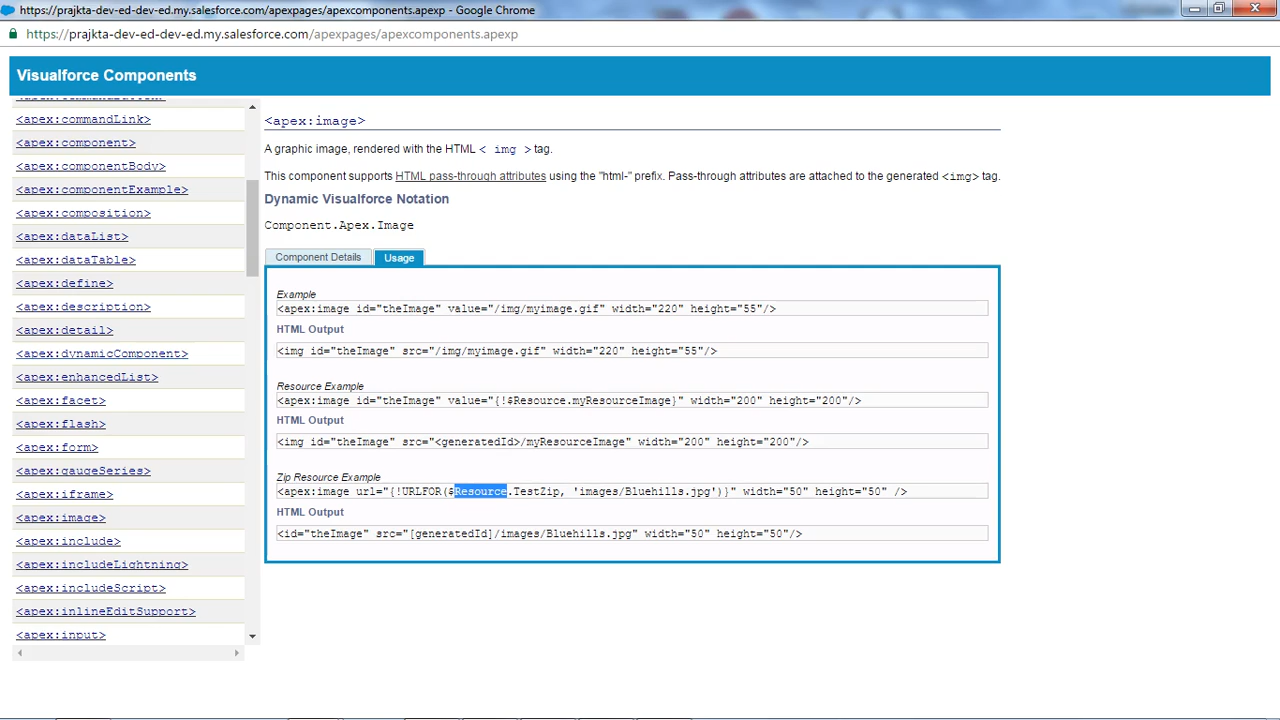 https://prajkta-dev-ed-dev-ed.my.salesforce.com/apexpages/apexcomponents.apexp - Google Chrome
https://prajkta-dev-ed-dev-ed.my.salesforce.com/apexpages/apexcomponents.apexp
Visualforce Components
<apex:commandLink>
<apex:component>
<apex:componentBody>
<apex:componentExample>
<apex:composition>
<apex:dataList>
<apex:dataTable>
<apex:define>
<apex:description>
<apex:detail>
<apex:dynamicComponent>
<apex:enhancedList>
<apex:facet>
<apex:flash>
<apex:form>
<apex:gaugeSeries>
<apex:iframe>
<apex:image>
<apex:include>
<apex:includeLightning>
<apex:includeScript>
<apex:inlineEditSupport>
<apex:input>
<apex:image>
A graphic image, rendered with the HTML < img > tag.
This component supports HTML pass-through attributes using the "html-" prefix. Pass-through attributes are attached to the generated <img> tag.
Dynamic Visualforce Notation
Component.Apex.Image
Component Details Usage
Example
<apex:image id="theImage" value="/img/myimage.gif" width="220" height="55"/>
HTML Output
<img id="theImage" src="/img/myimage.gif" width="220" height="55"/>
Resource Example
<apex:image id="theImage" value="{!$Resource.myResourceImage}" width="200" height="200"/>
HTML Output
<img id="theImage" src="<generatedId>/myResourceImage" width="200" height="200"/>
Zip Resource Example
<apex:image url="{!URLFOR($Resource.TestZip, 'images/Bluehills.jpg')}" width="50" height="50" />
HTML Output
<id="theImage" src="[generatedId]/images/Bluehills.jpg" width="50" height="50"/>